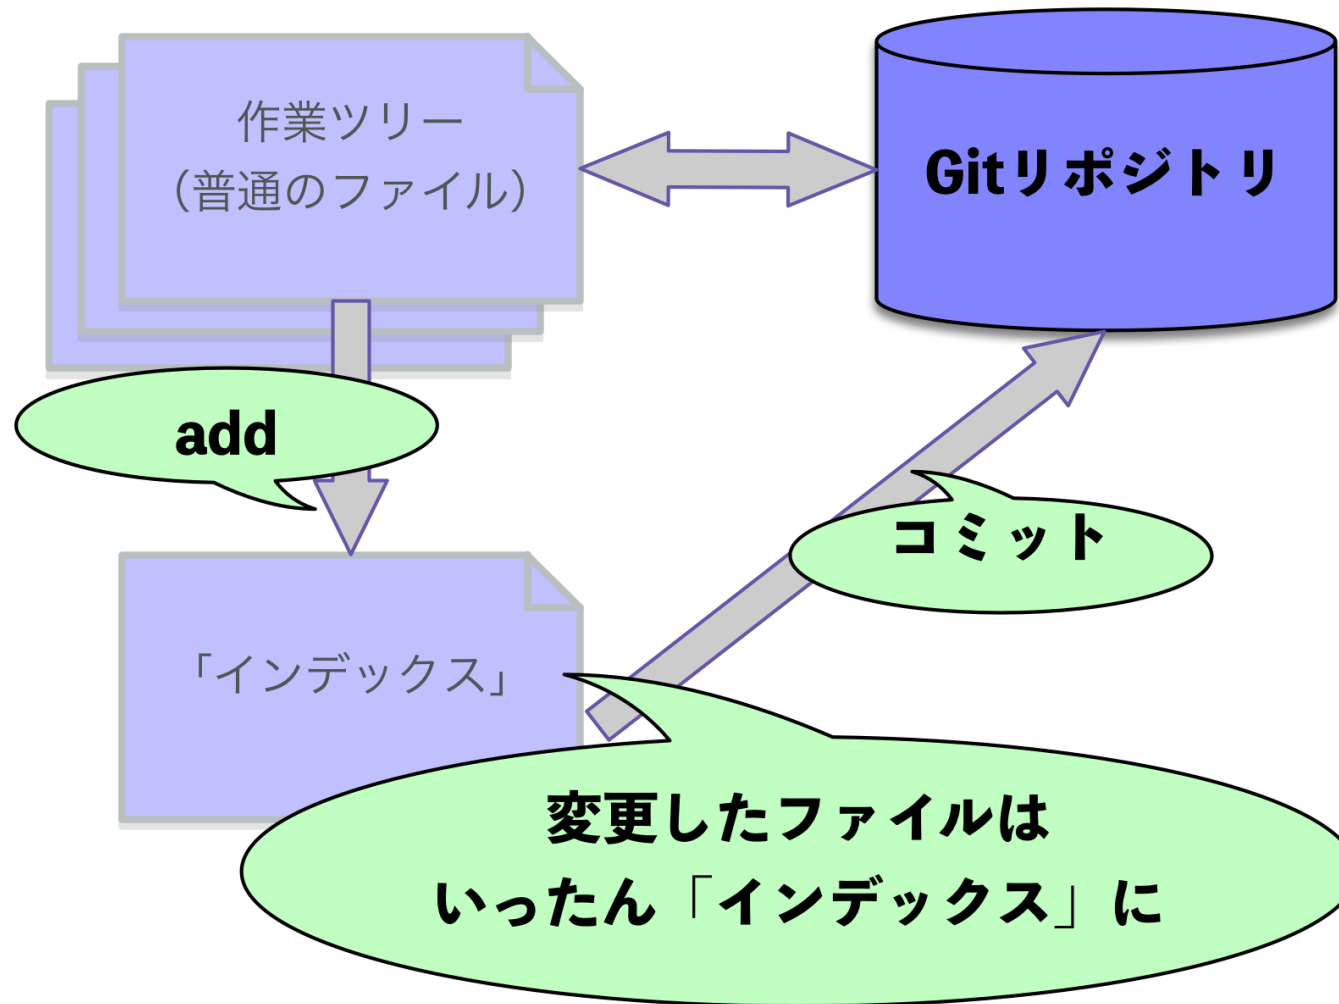 作業ツリー
（普通のファイル）
Gitリポジトリ
add
コミット
「インデックス」
変更したファイルは
いったん「インデックス」に